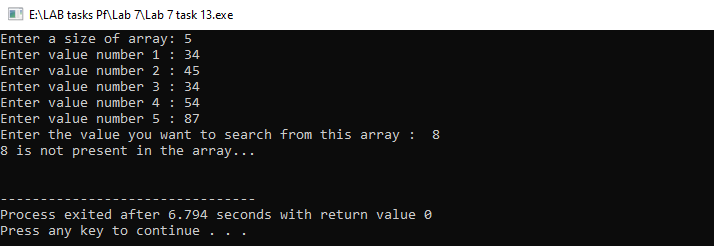 E:\LAB tasks Pf\Lab 7\Lab 7 task 13.exe
Enter a size of array: 5
Enter value number 1 : 34
Enter value number 2 : 45
Enter value number 3 : 34
Enter value number 4 : 54
Enter value number 5 : 87
Enter the value you want to search from this array :  8
8 is not present in the array...
--------------------------------
Process exited after 6.794 seconds with return value 0
Press any key to continue . . .